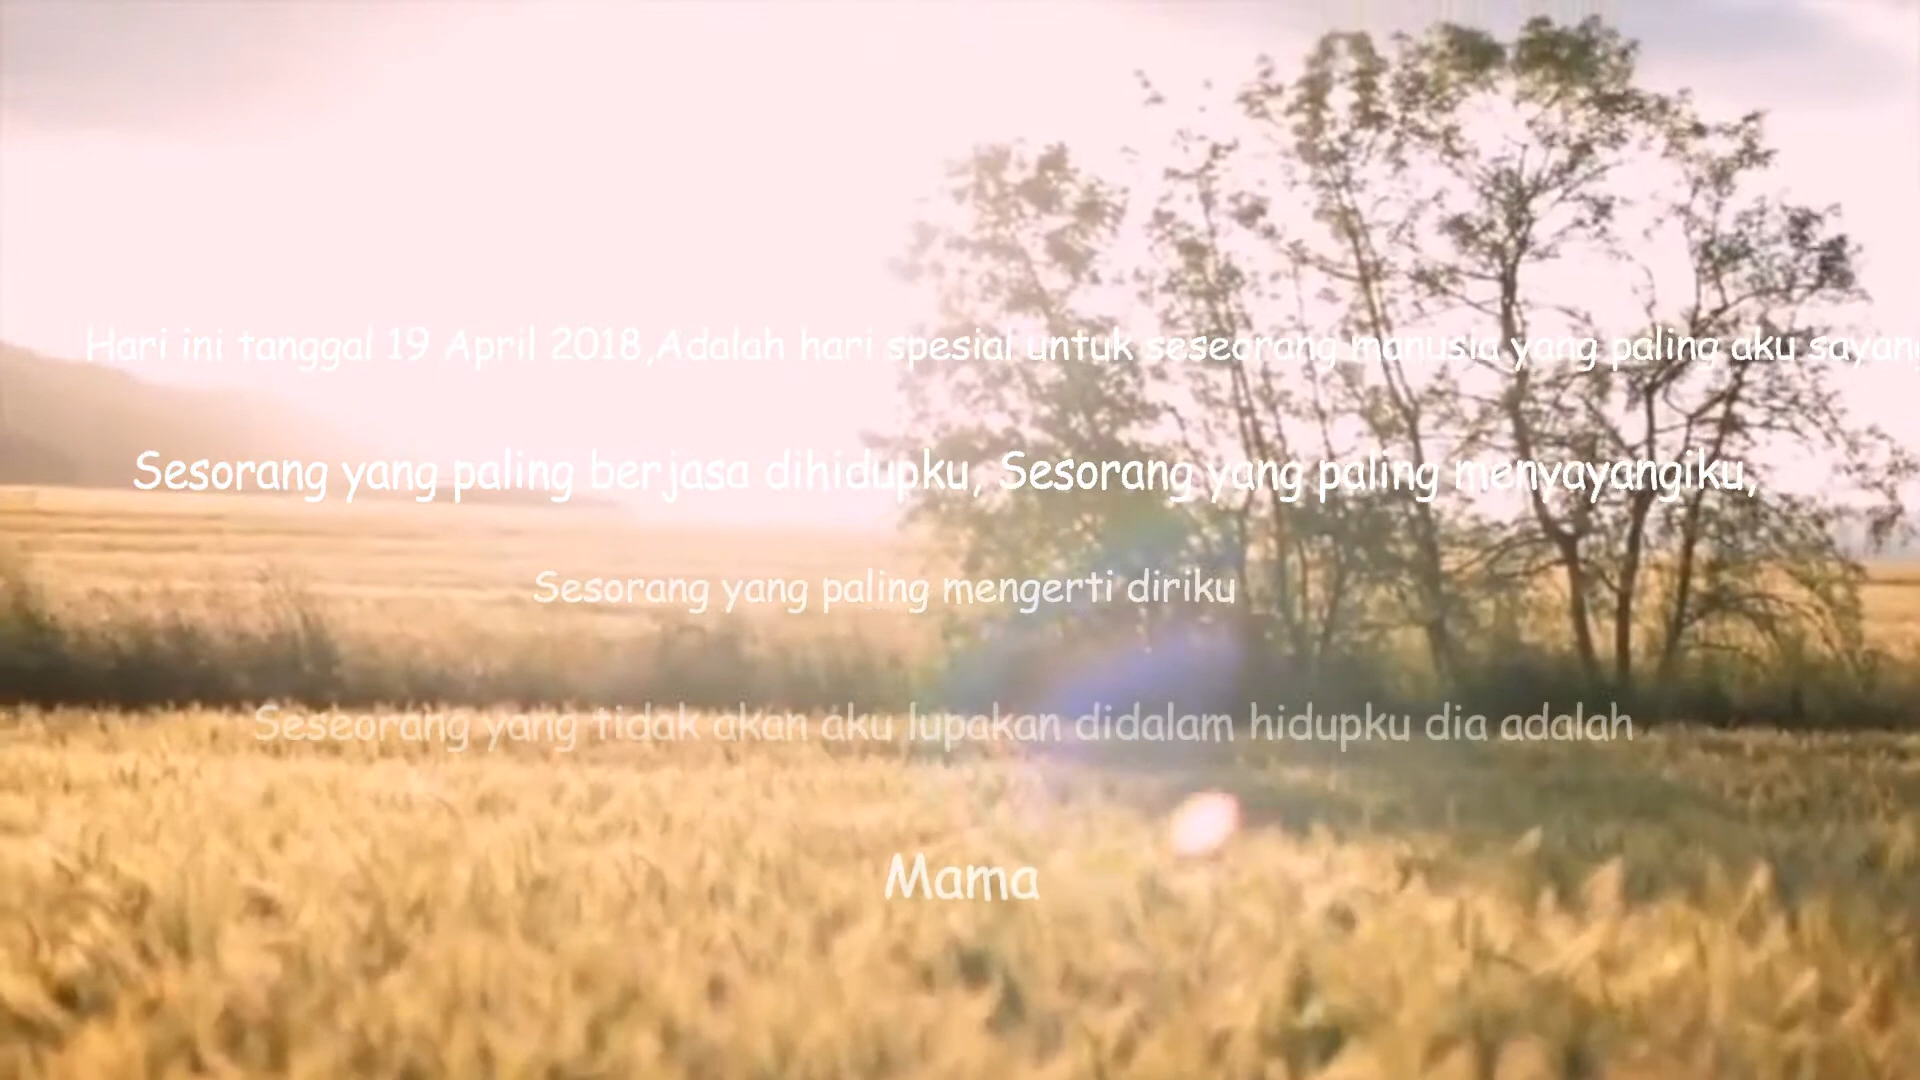 Hari ini tanggal 19 April 2018,Adalah hari spesial untuk seseorang manusia yang paling aku sayang
Sesorang yang paling berjasa dihidupku, Sesorang yang paling menyayangiku,
Sesorang yang paling mengerti diriku
Seseorang yang tidak akan aku lupakan didalam hidupku dia adalah
Mama